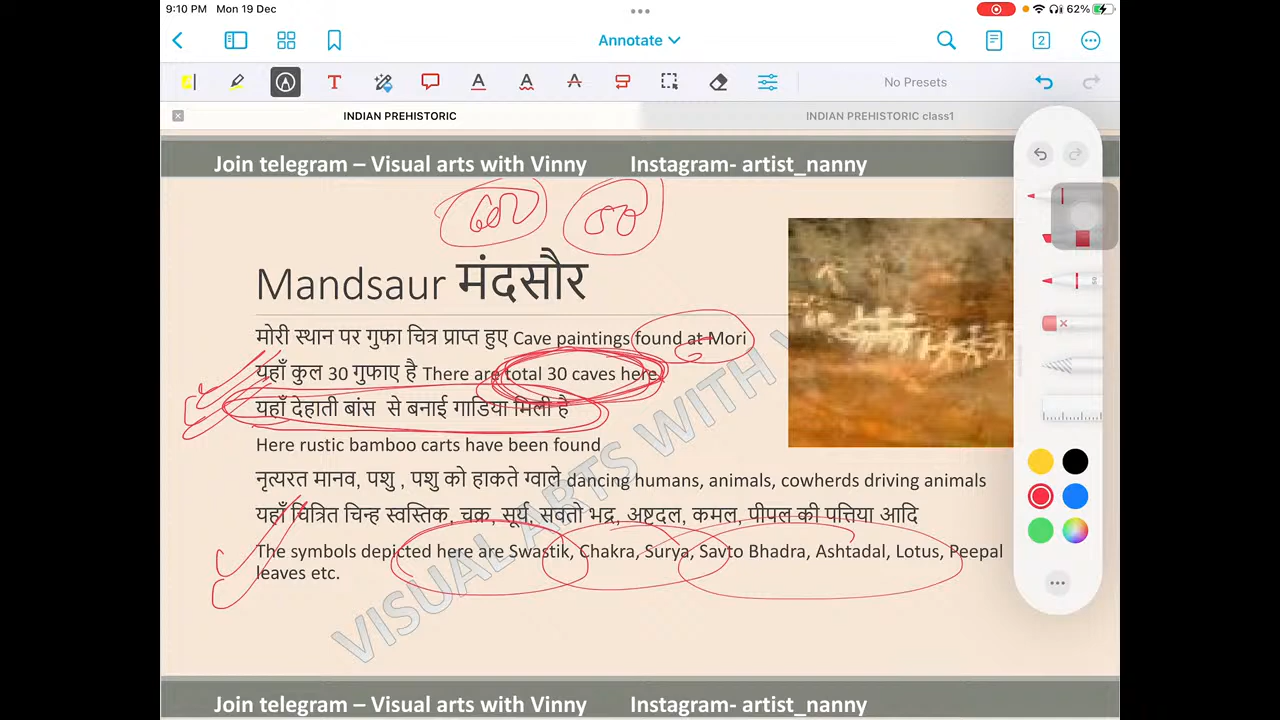 9:10 PM Mon 19 Dec
62%
Annotate
2
No Presets
INDIAN PREHISTORIC
INDIAN PREHISTORIC class1
Join telegram – Visual arts with Vinny Instagram- artist_nanny
Mandsaur मंदसौर
मोरी स्थान पर गुफा चित्र प्राप्त हुए Cave paintings found at Mori
यहाँ कुल 30 गुफाए है There are total 30 caves here
यहाँ देहाती बांस से बनाई गाडिया मिली है
Here rustic bamboo carts have been found
नृत्यरत मानव, पशु , पशु को हाकते ग्वाले dancing humans, animals, cowherds driving animals
यहाँ चित्रित चिन्ह स्वस्तिक, चक्र, सूर्य, सवतो भद्र, अष्टदल, कमल, पीपल की पत्तिया आदि
The symbols depicted here are Swastik, Chakra, Surya, Savto Bhadra, Ashtadal, Lotus, Peepal
leaves etc.
VISUAL ARTS WITH V
Join telegram – Visual arts with Vinny Instagram- artist_nanny